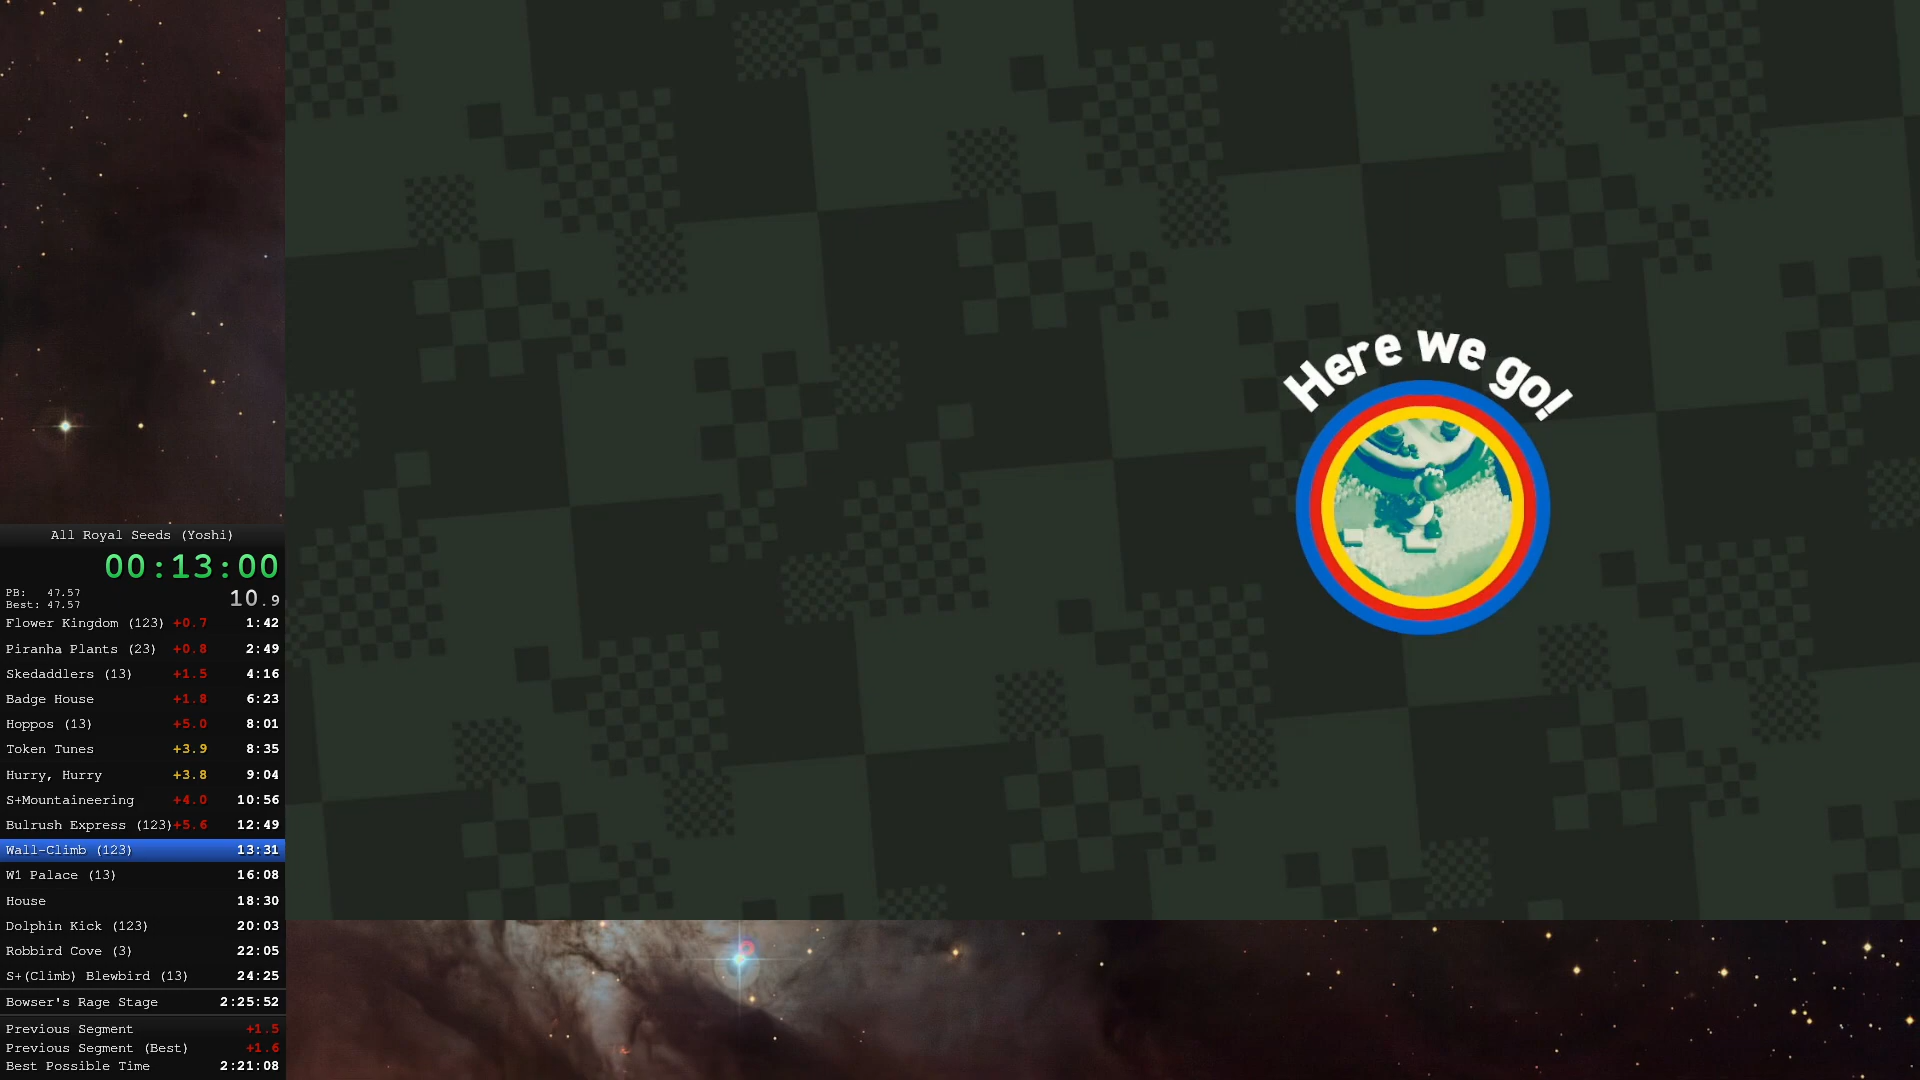 Here we go!
All Royal Seeds (Yoshi)
00:13:00
PB: 47.57
Best: 47.57
10.9
Flower Kingdom (123) +0.7 1:42
Piranha Plants (23) +0.8 2:49
Skedaddlers (13) +1.5 4:16
Badge House +1.8 6:23
Hoppos (13) +5.0 8:01
Token Tunes +3.9 8:35
Hurry, Hurry +3.8 9:04
S+Mountaineering +4.0 10:56
Bulrush Express (123) +5.6 12:49
Wall-Climb (123) 13:31
W1 Palace (13) 16:08
House 18:30
Dolphin Kick (123) 20:03
Robbird Cove (3) 22:05
S+(Climb) Blewbird (13) 24:25
Bowser's Rage Stage 2:25:52
Previous Segment +1.5
Previous Segment (Best) +1.6
Best Possible Time 2:21:08